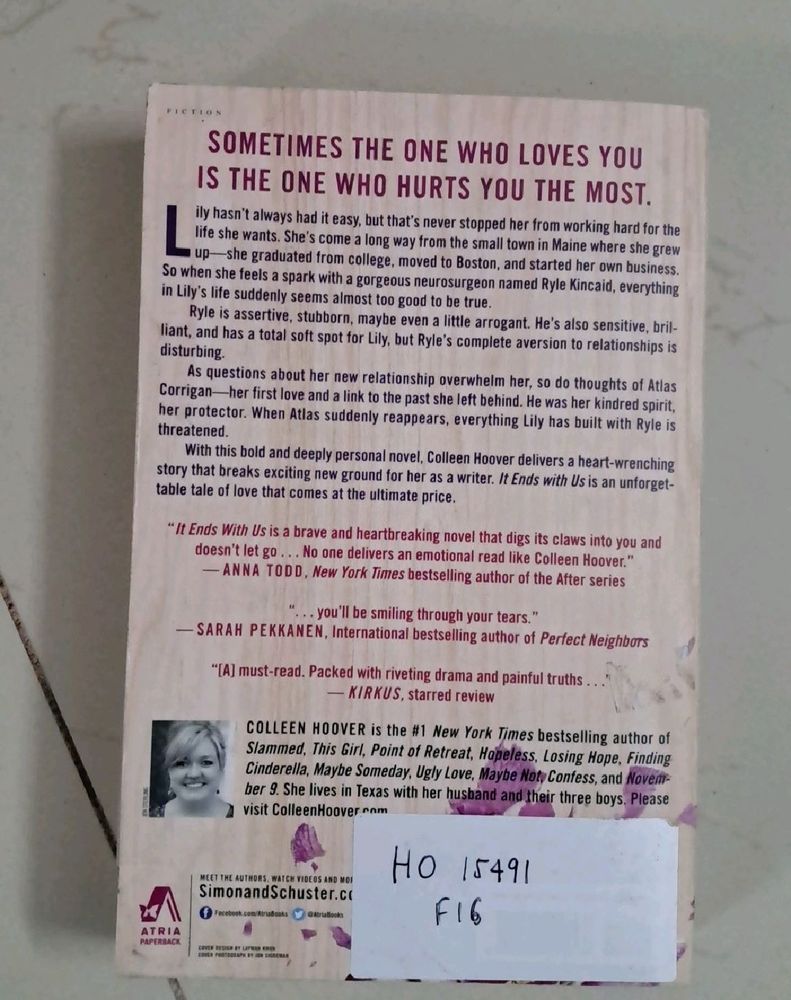 FICTION
SOMETIMES THE ONE WHO LOVES YOU
IS THE ONE WHO HURTS YOU THE MOST.
Lily hasn't always had it easy, but that's never stopped her from working hard for the
life she wants. She's come a long way from the small town in Maine where she grew
up—she graduated from college, moved to Boston, and started her own business.
So when she feels a spark with a gorgeous neurosurgeon named Ryle Kincaid, everything
in Lily's life suddenly seems almost too good to be true.
Ryle is assertive, stubborn, maybe even a little arrogant. He's also sensitive, bril-
liant, and has a total soft spot for Lily, but Ryle's complete aversion to relationships is
disturbing.
As questions about her new relationship overwhelm her, so do thoughts of Atlas
Corrigan—her first love and a link to the past she left behind. He was her kindred spirit,
her protector. When Atlas suddenly reappears, everything Lily has built with Ryle is
threatened.
With this bold and deeply personal novel, Colleen Hoover delivers a heart-wrenching
story that breaks exciting new ground for her as a writer. It Ends with Us is an unforget-
table tale of love that comes at the ultimate price.
"It Ends With Us is a brave and heartbreaking novel that digs its claws into you and
doesn't let go ... No one delivers an emotional read like Colleen Hoover."
—ANNA TODD, New York Times bestselling author of the After series
"... you'll be smiling through your tears."
—SARAH PEKKANEN, International bestselling author of Perfect Neighbors
"[A] must-read. Packed with riveting drama and painful truths ..."
— KIRKUS, starred review
COLLEEN HOOVER is the #1 New York Times bestselling author of
Slammed, This Girl, Point of Retreat, Hopeless, Losing Hope, Finding
Cinderella, Maybe Someday, Ugly Love, Maybe Not, Confess, and Novem-
ber 9. She lives in Texas with her husband and their three boys. Please
visit ColleenHoover.com
MEET THE AUTHORS, WATCH VIDEOS AND MO
SimonandSchuster.co
Facebook.com/AtriaBooks @AtriaBooks
ATRIA
PAPERBACK
COVER DESIGN BY
COVER PHOTOGRAPH BY
HO 15491
F16